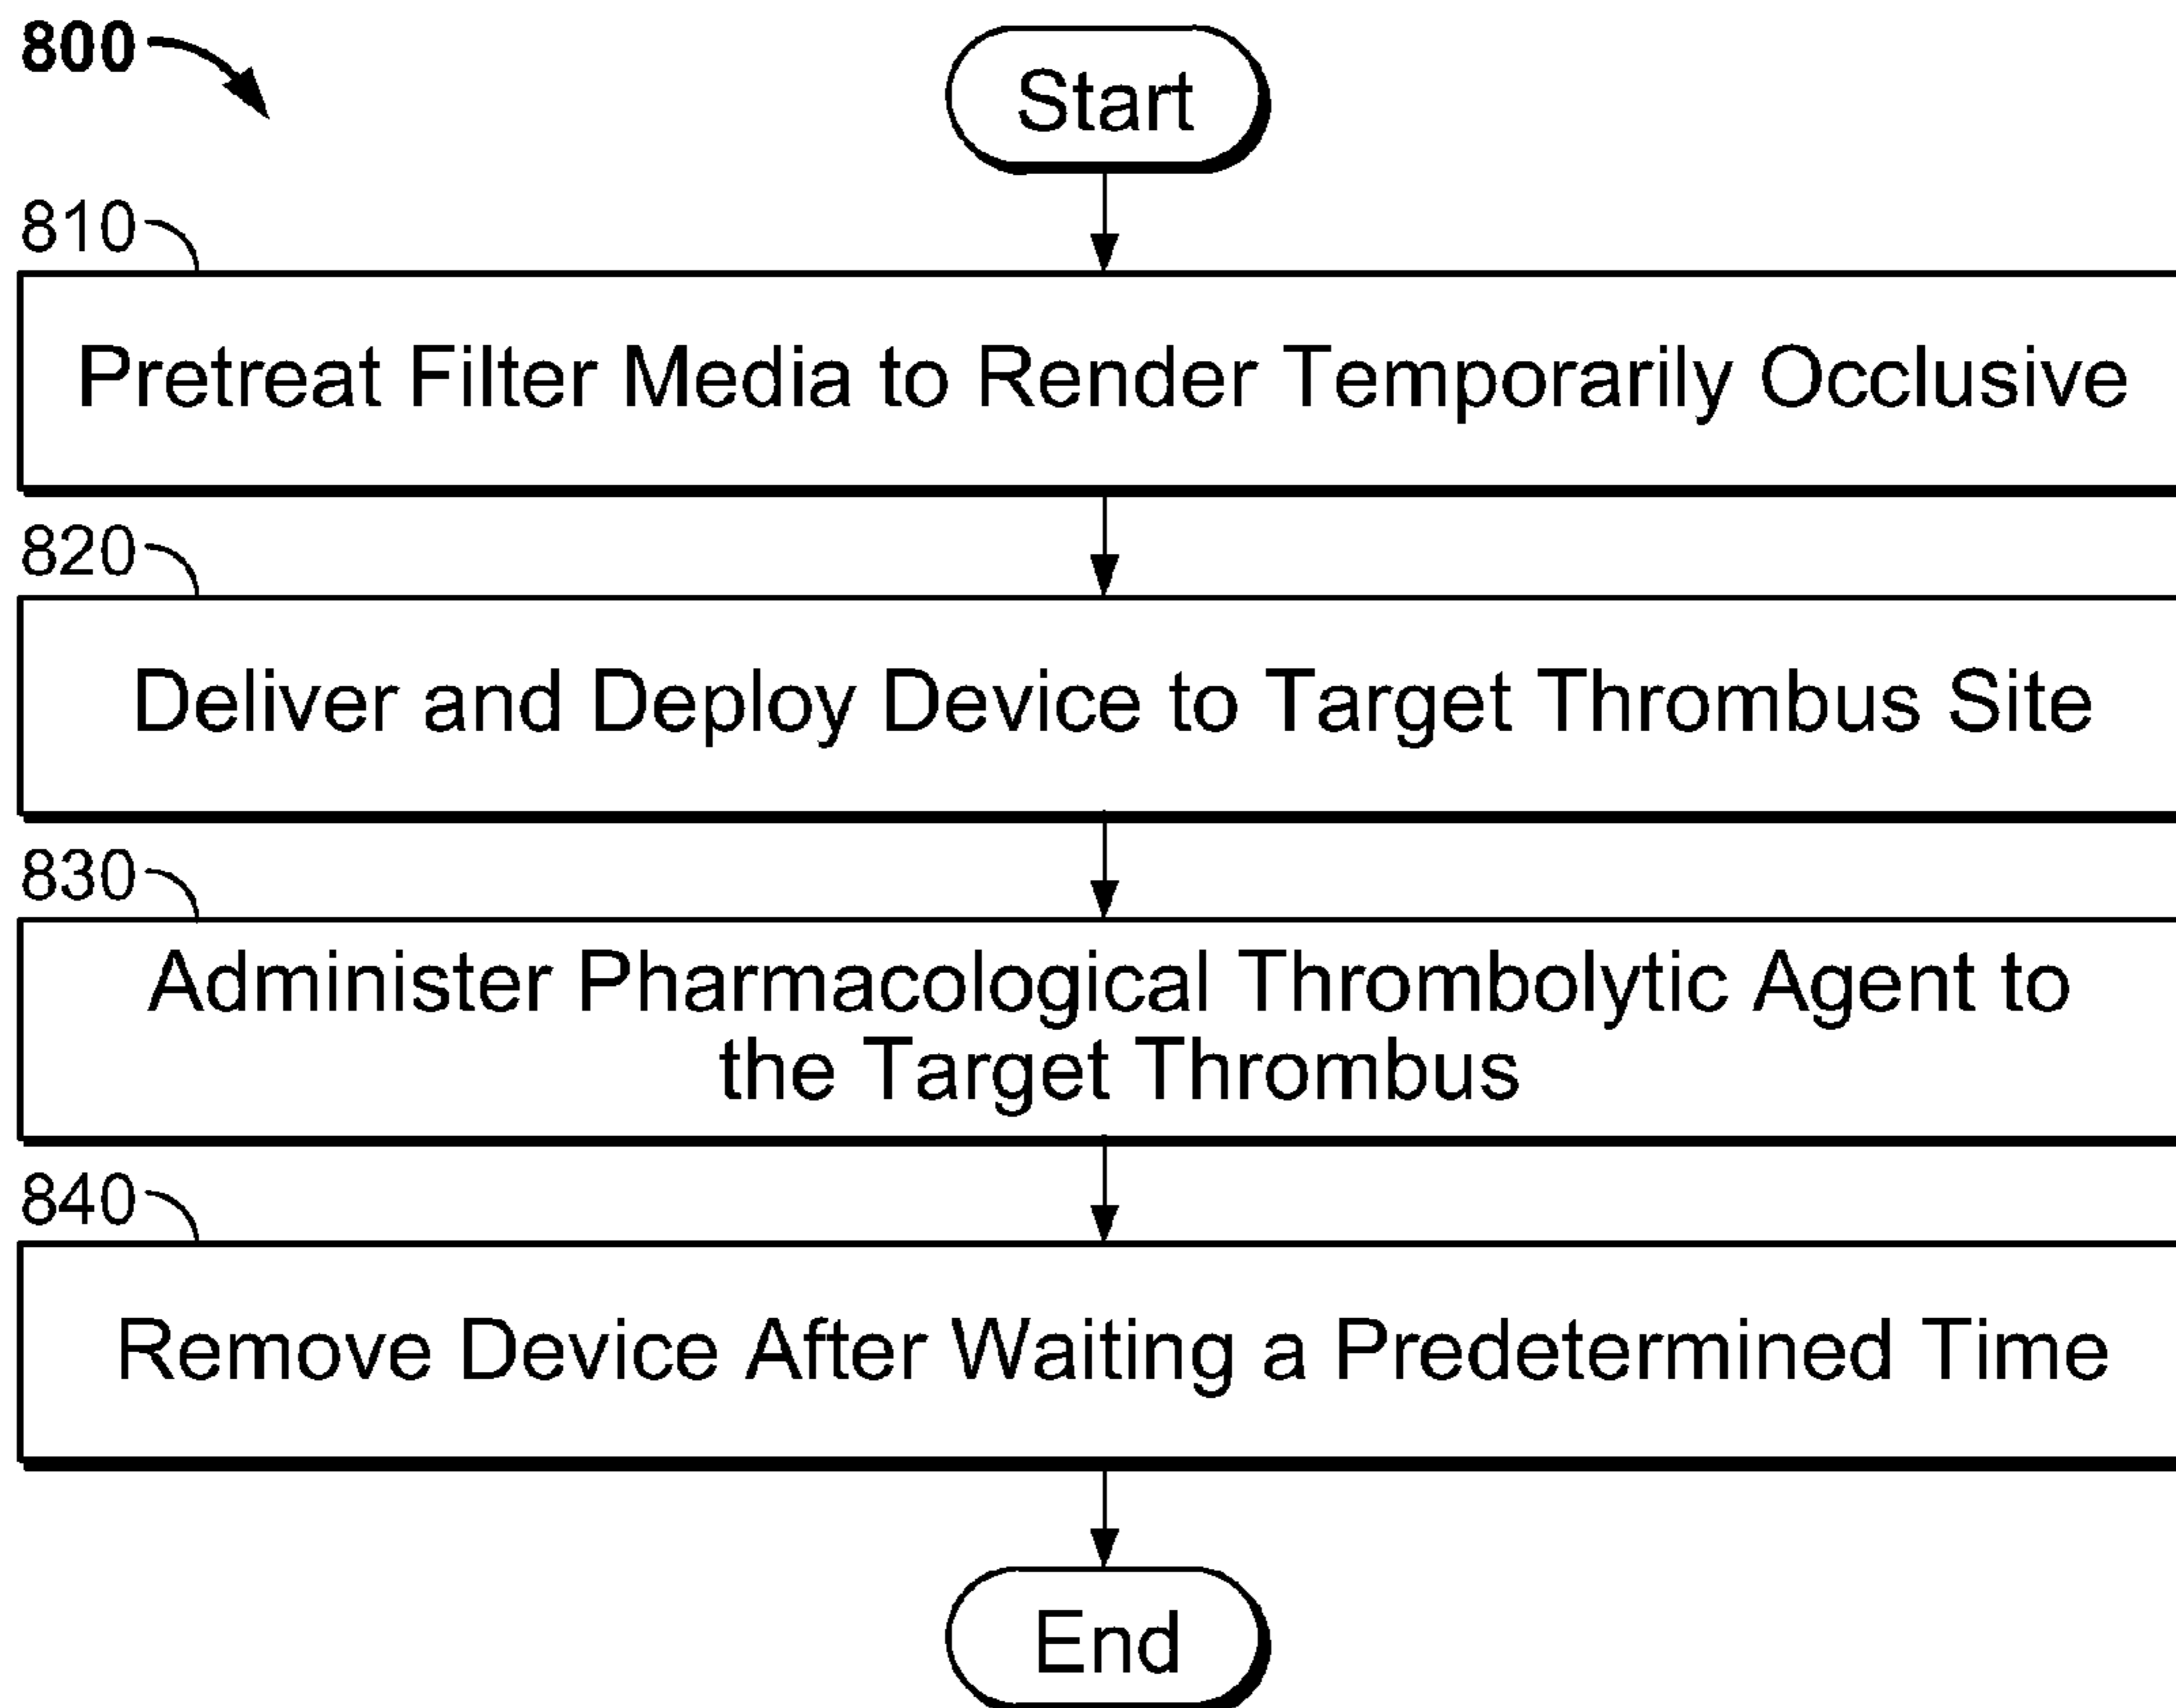 800
Start
810
Pretreat Filter Media to Render Temporarily Occlusive
820
Deliver and Deploy Device to Target Thrombus Site
830
Administer Pharmacological Thrombolytic Agent to
the Target Thrombus
840
Remove Device After Waiting a Predetermined Time
End